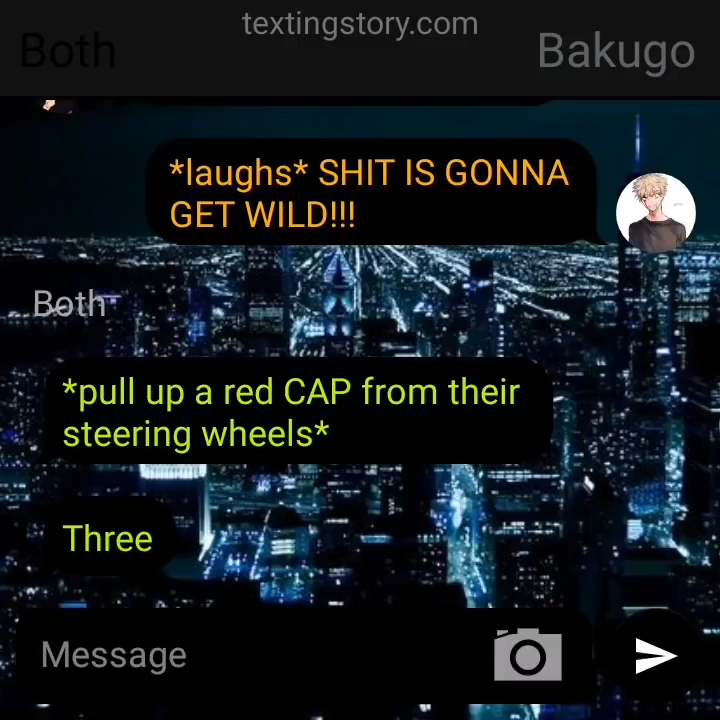 textingstory.com
Both
Bakugo
*laughs* SHIT IS GONNA
GET WILD!!!
Both
*pull up a red CAP from their
steering wheels*
Three
Message